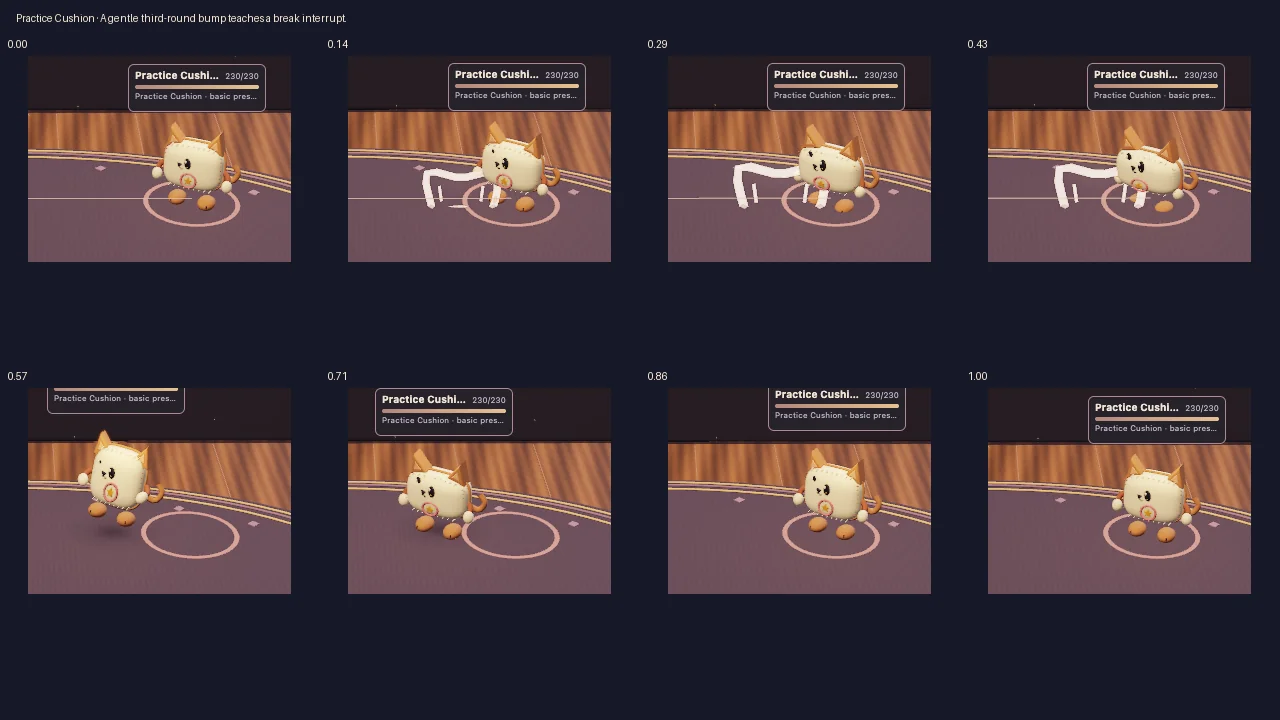 Practice Cushion · A gentle third-round bump teaches a break interrupt.
0.00
0.14
0.29
0.43
Practice Cushi... 230/230
Practice Cushion · basic pres...
Practice Cushi... 230/230
Practice Cushion · basic pres...
Practice Cushi... 230/230
Practice Cushion · basic pres...
Practice Cushi... 230/230
Practice Cushion · basic pres...
0.57
0.71
0.86
1.00
Practice Cushion · basic pres...
Practice Cushi... 230/230
Practice Cushion · basic pres...
Practice Cushi... 230/230
Practice Cushion · basic pres...
Practice Cushi... 230/230
Practice Cushion · basic pres...